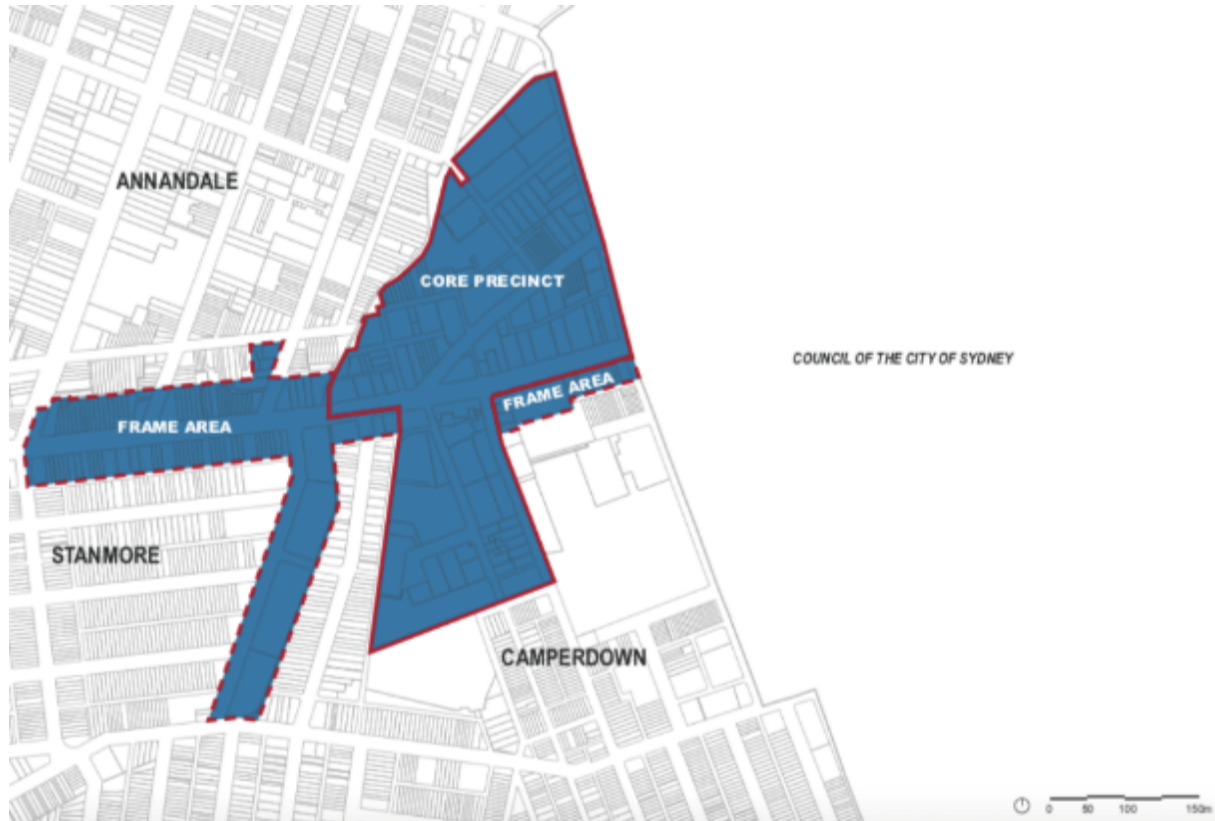 ANNANDALE
CORE PRECINCT
COUNCIL OF THE CITY OF SYDNEY
FRAME AREA
FRAME AREA
STANMORE
CAMPERDOWN
0 50 100 150m